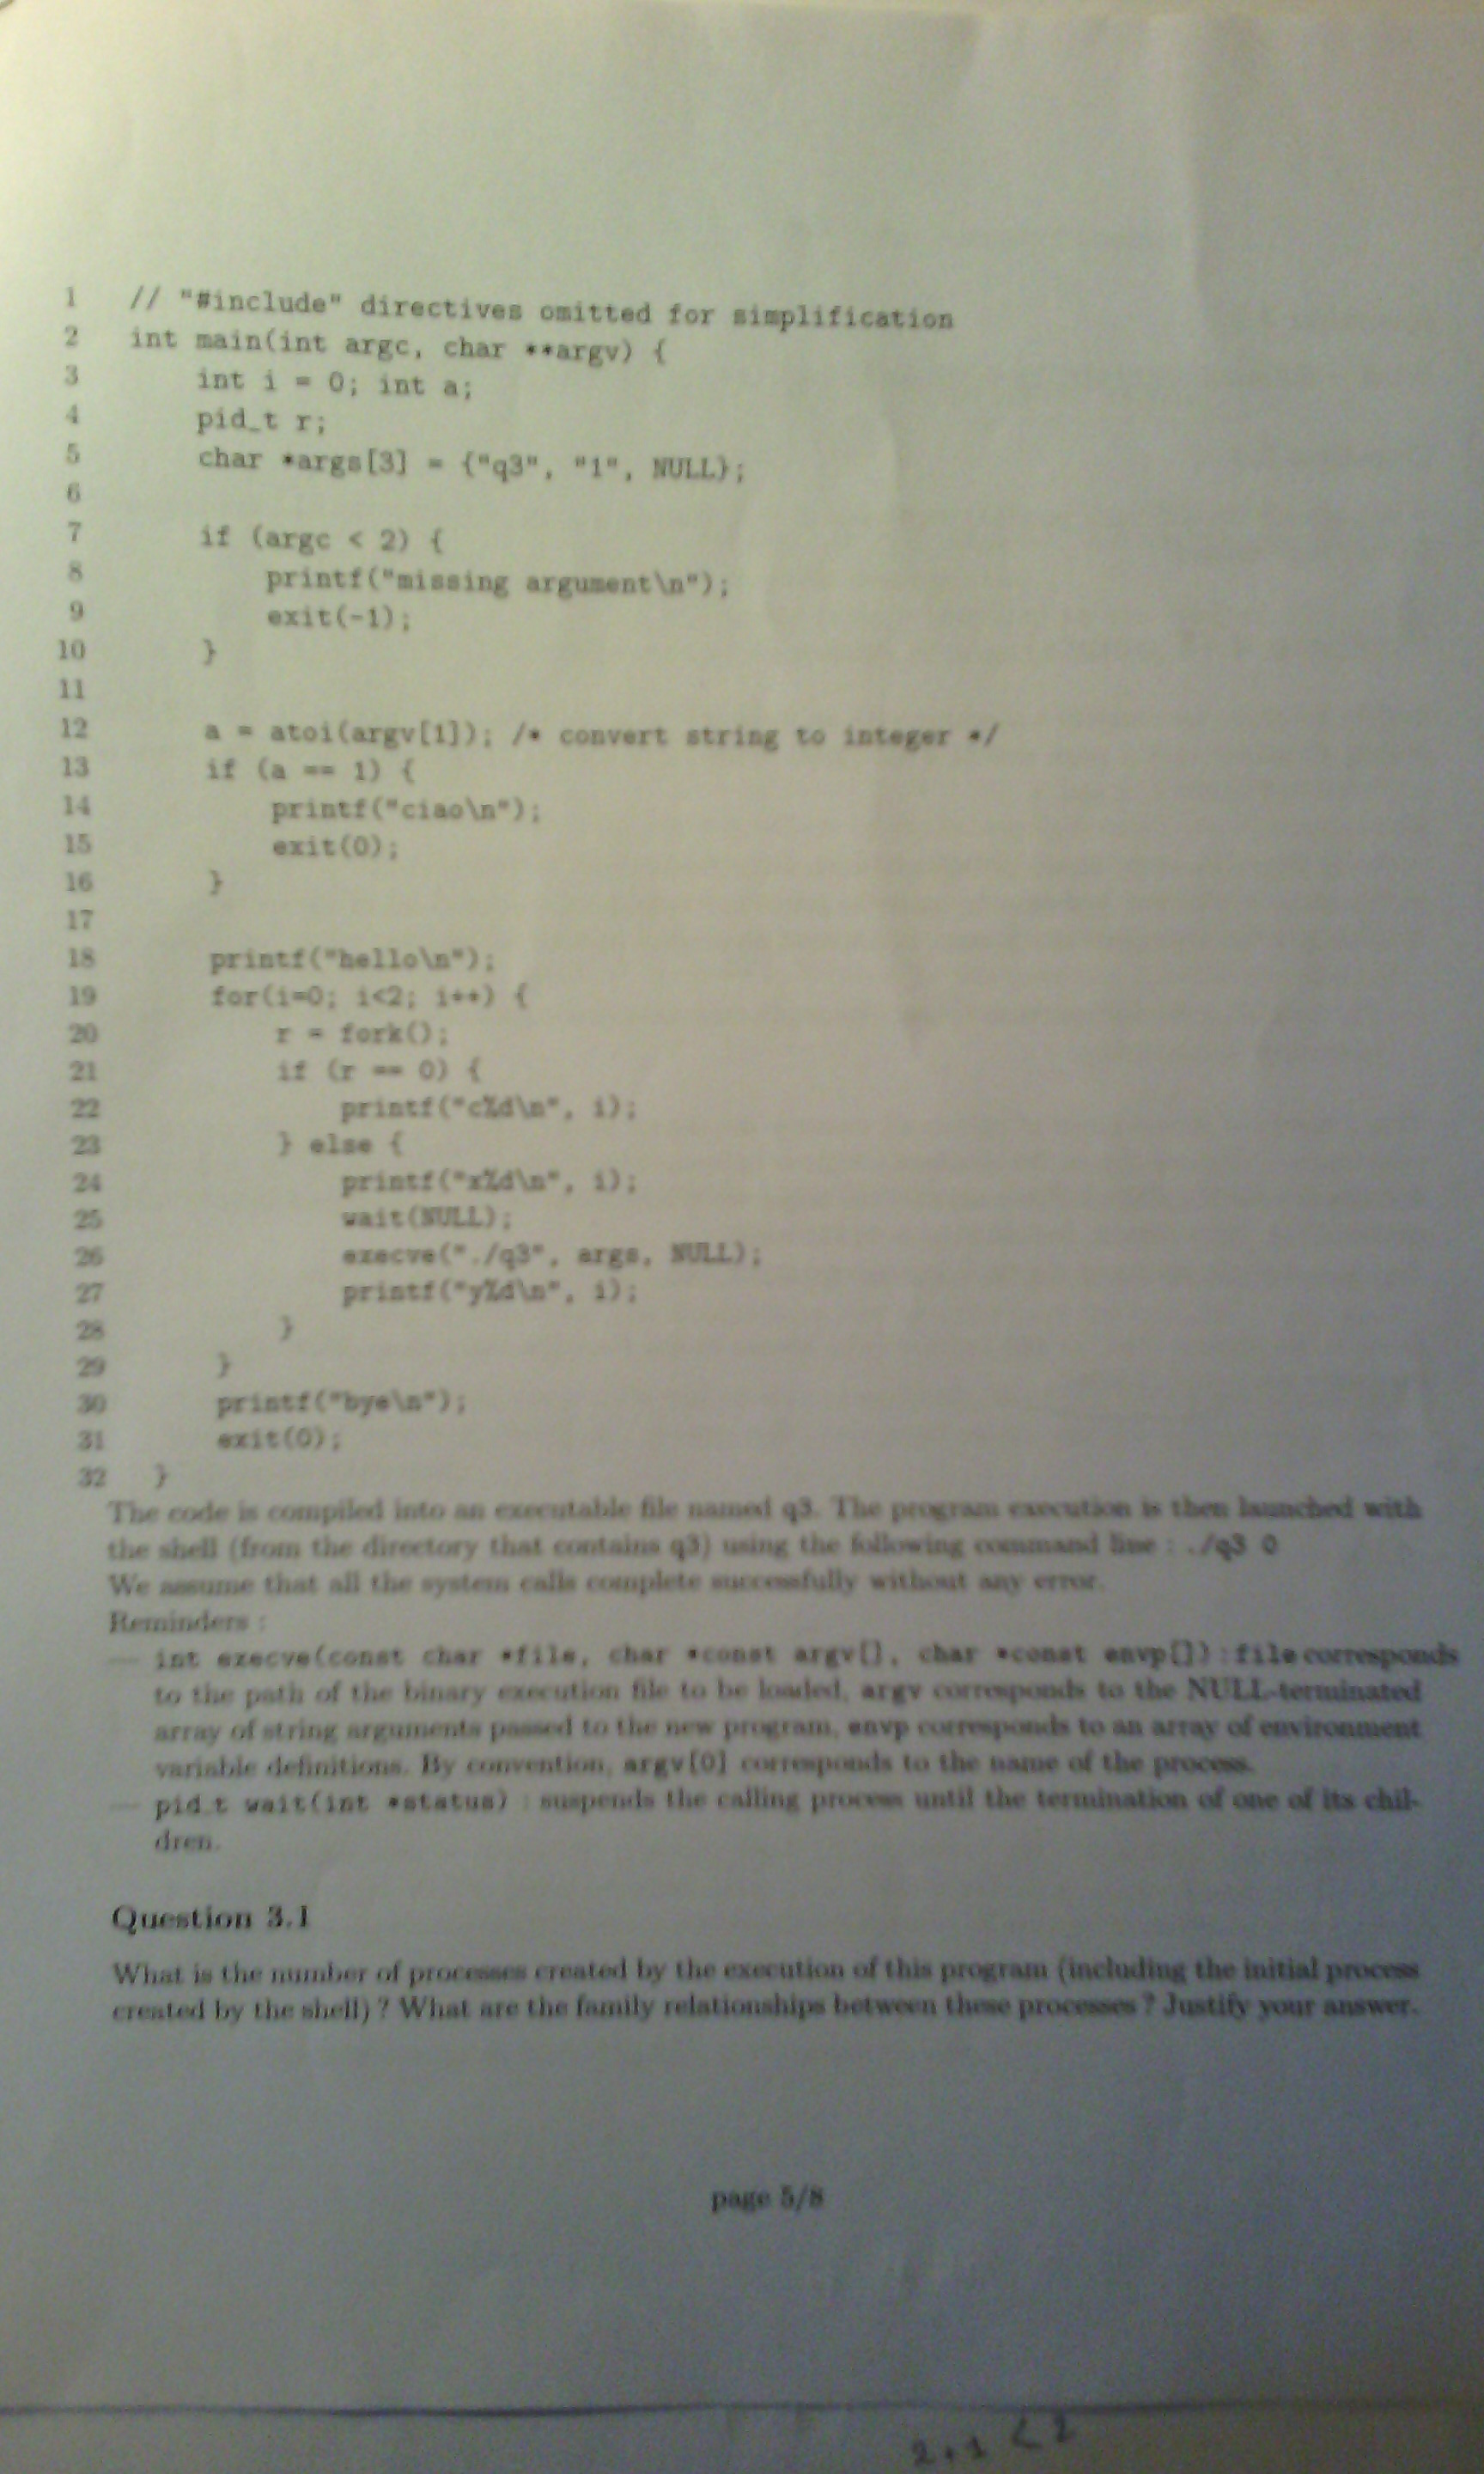 1 // "#include" directives omitted for simplification
2 int main(int argc, char **argv) {
3 int i = 0; int a;
4 pid_t r;
5 char *args[3] = {"q3", "1", NULL};
6
7 if (argc < 2) {
8 printf("missing argument\n");
9 exit(-1);
10 }
11
12 a = atoi(argv[1]); /* convert string to integer */
13 if (a == 1) {
14 printf("ciao\n");
15 exit(0);
16 }
17
18 printf("hello\n");
19 for(i=0; i<2; i++) {
20 r = fork();
21 if (r == 0) {
22 printf("c%d\n", i);
23 } else {
24 printf("x%d\n", i);
25 wait(NULL);
26 execve("./q3", args, NULL);
27 printf("y%d\n", i);
28 }
29 }
30 printf("bye\n");
31 exit(0);
32 }
The code is compiled into an executable file named q3. The program execution is then launched with
the shell (from the directory that contains q3) using the following command line : ./q3 0
We assume that all the system calls complete successfully without any error.
Reminders :
— int execve(const char *file, char *const argv[], char *const envp[]) : file corresponds
to the path of the binary execution file to be loaded, argv corresponds to the NULL-terminated
array of string arguments passed to the new program, envp corresponds to an array of environment
variable definitions. By convention, argv[0] corresponds to the name of the process.
— pid_t wait(int *status) : suspends the calling process until the termination of one of its chil-
dren.
Question 3.1
What is the number of processes created by the execution of this program (including the initial process
created by the shell) ? What are the family relationships between these processes ? Justify your answer.
page 5/8